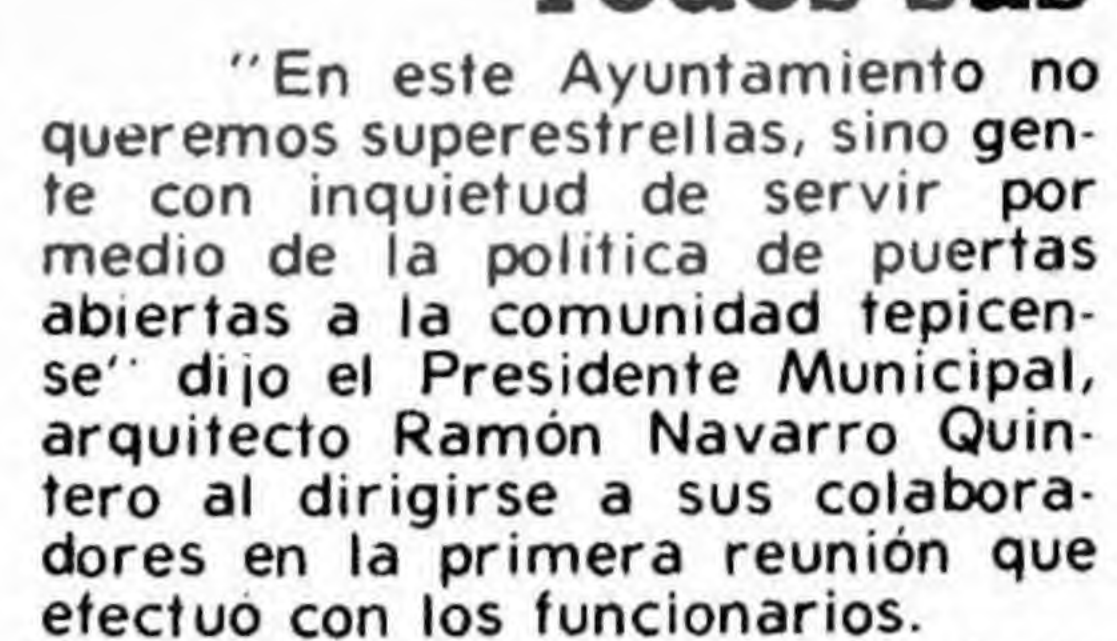 "En este Ayuntamiento no
queremos superestrellas, sino gen-
te con inquietud de servir por
medio de la política de puertas
abiertas a la comunidad tepicen-
se" dijo el Presidente Municipal,
arquitecto Ramón Navarro Quin-
tero al dirigirse a sus colabora-
dores en la primera reunión que
efectuó con los funcionarios.